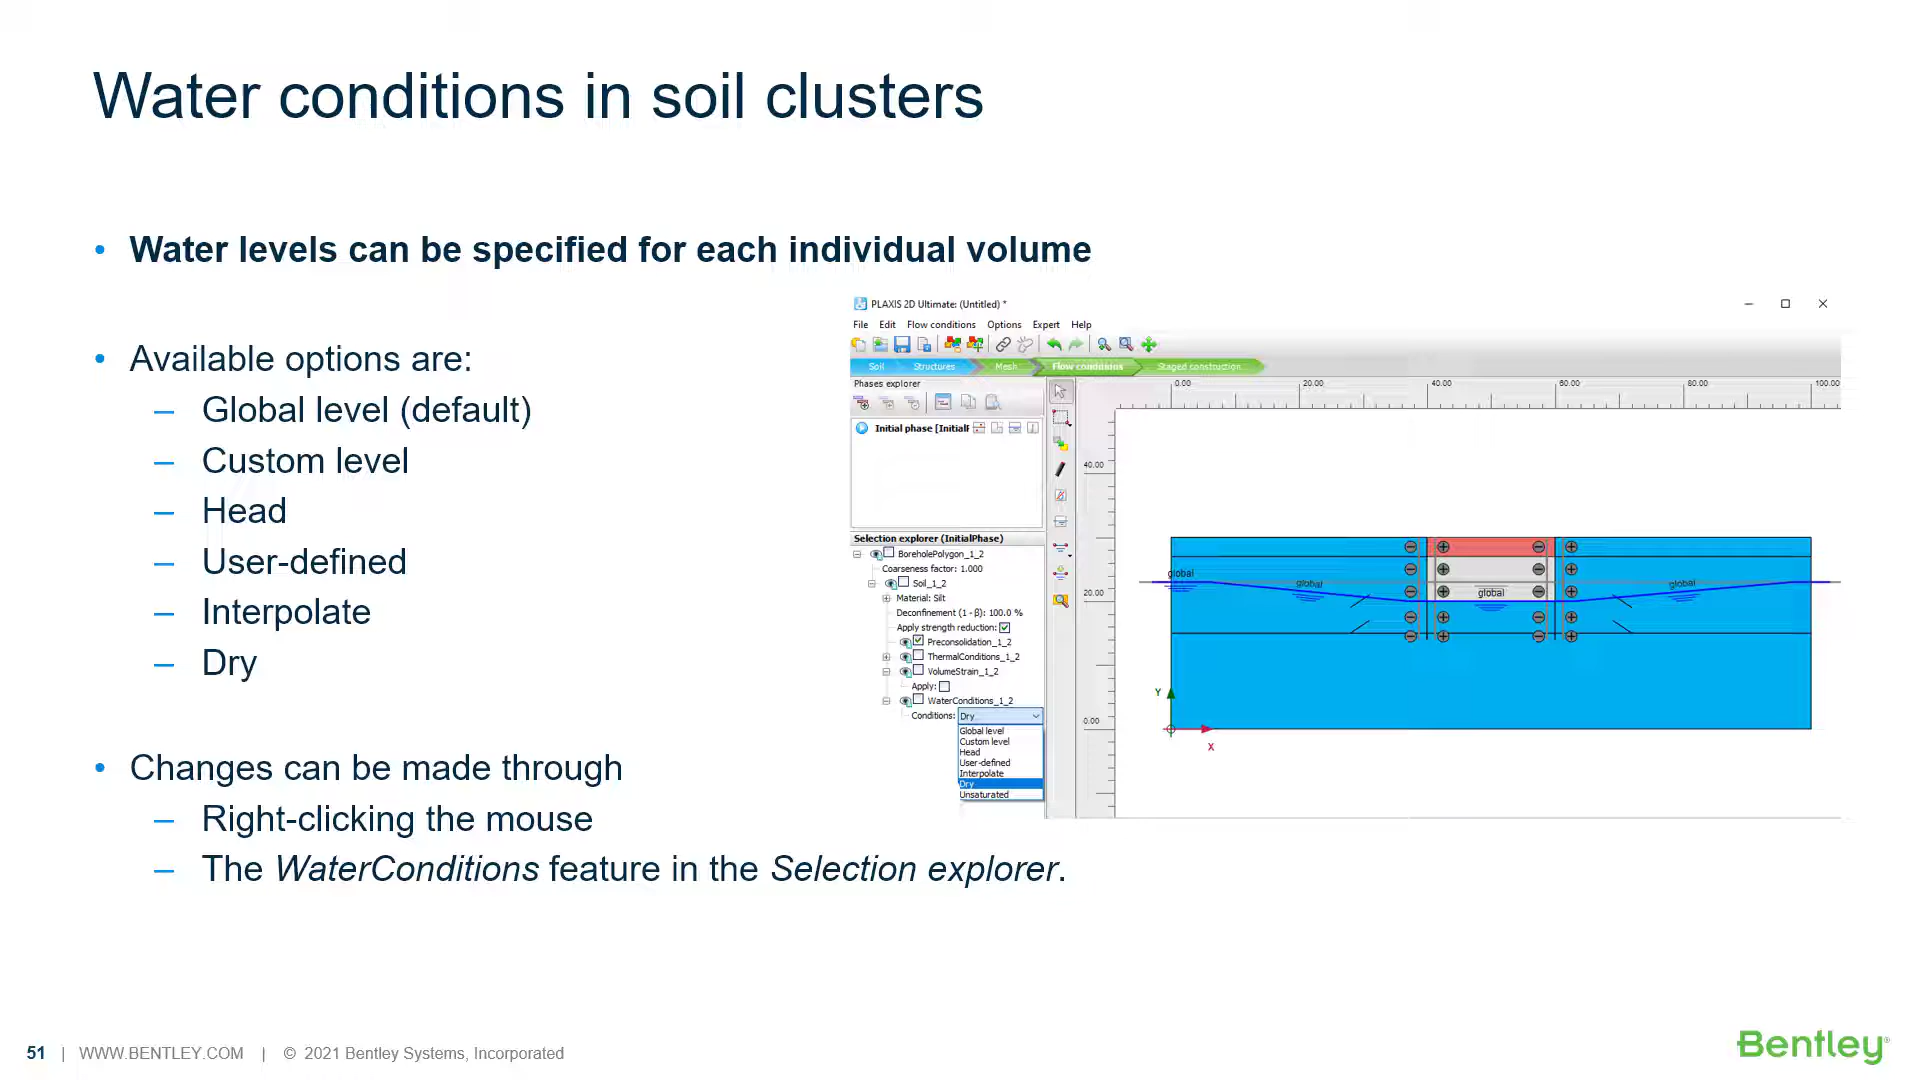 Water conditions in soil clusters
• Water levels can be specified for each individual volume
• Available options are:
– Global level (default)
– Custom level
– Head
– User-defined
– Interpolate
– Dry
• Changes can be made through
– Right-clicking the mouse
– The WaterConditions feature in the Selection explorer.
PLAXIS 2D Ultimate: (Untitled) *
File Edit Flow conditions Options Expert Help
Soil Structures Mesh Flow conditions Staged construction
Phases explorer
Initial phase [InitialP
Selection explorer (InitialPhase)
BoreholePolygon_1_2
Coarseness factor: 1.000
Soil_1_2
Material: Silt
Deconfinement (1 - β): 100.0 %
Apply strength reduction:
Preconsolidation_1_2
ThermalConditions_1_2
VolumeStrain_1_2
Apply:
WaterConditions_1_2
Conditions: Dry
Global level
Custom level
Head
User-defined
Interpolate
Dry
Unsaturated
0.00 20.00 40.00 60.00 80.00 100.00
40.00
20.00
0.00
global
global
global
global
Y
X
51 | WWW.BENTLEY.COM | © 2021 Bentley Systems, Incorporated
Bentley®